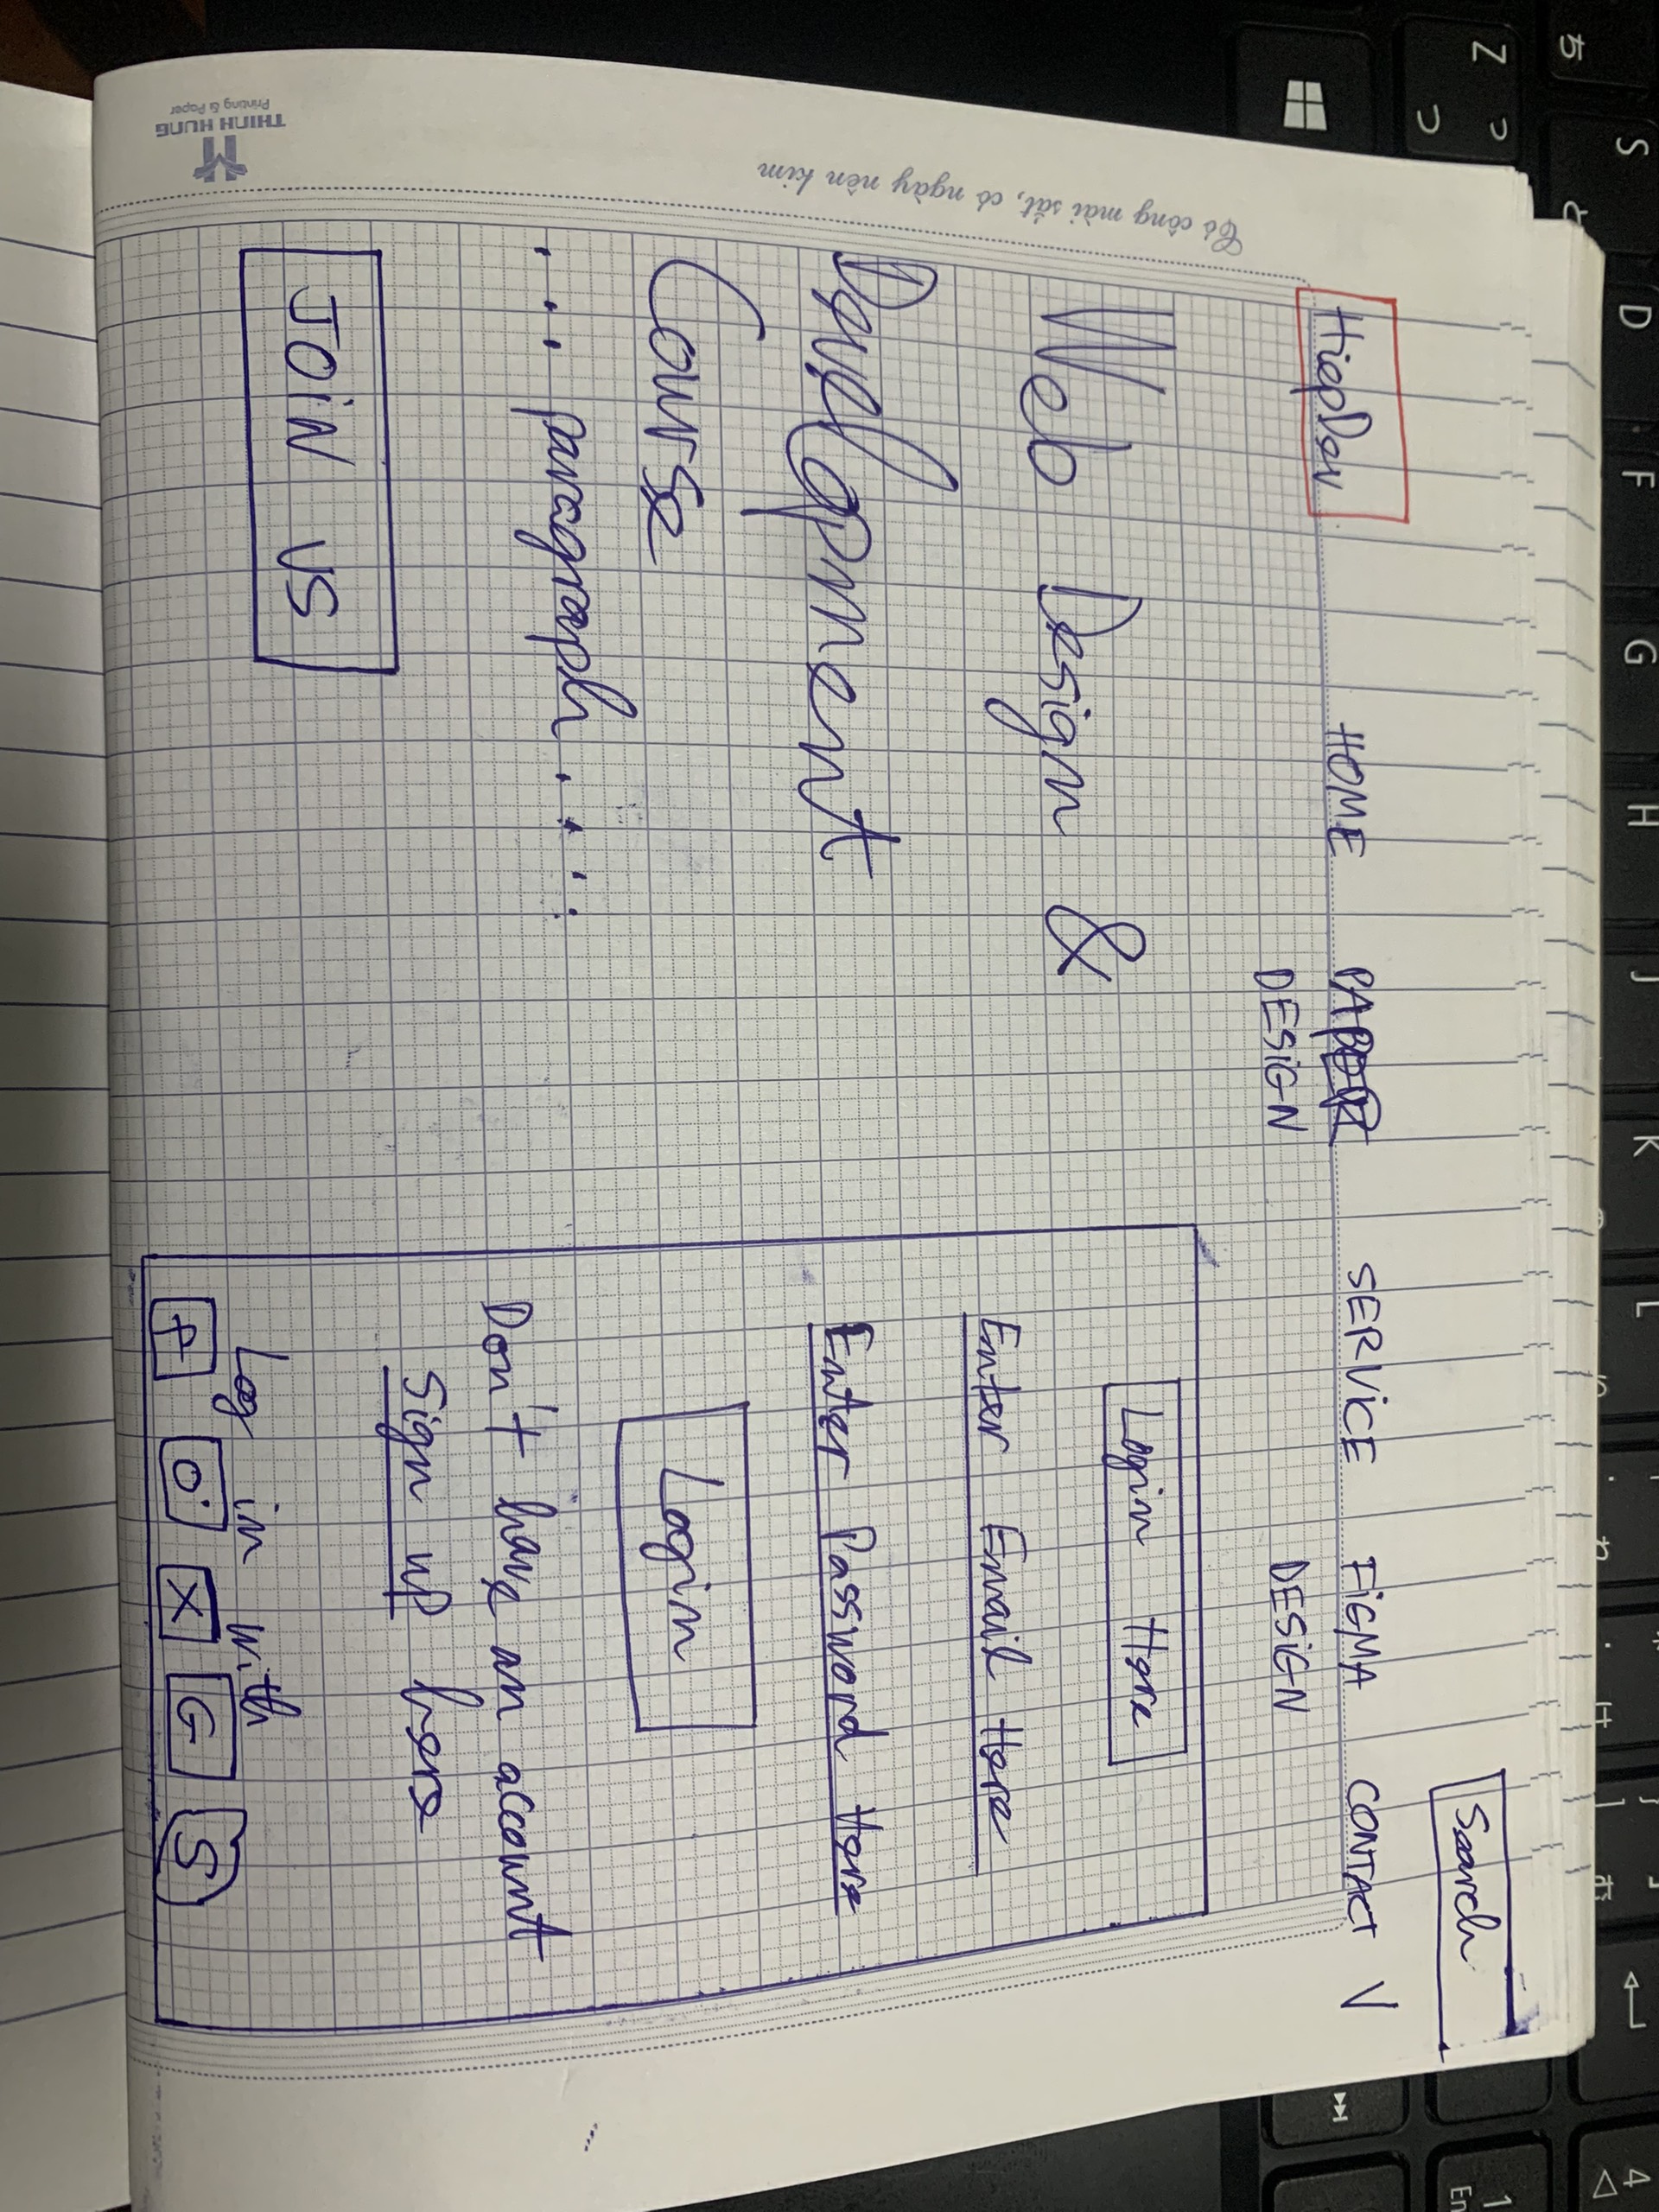 Search
HiepDev
HOME
SERVICE
FIGMA
CONTACT
V
DESIGN
DESIGN
Web Design &
Development
Course
.... paragraph .....
JOIN US
Login Here
Enter Email Here
Enter Password Here
Login
Don't have an account
Sign up here
Log in with
f
O
X
G
S
Có công mài sắt, có ngày nên kim
THINH HUNG
Printing & Paper
Z
S
D
F
G
H
J
K
L